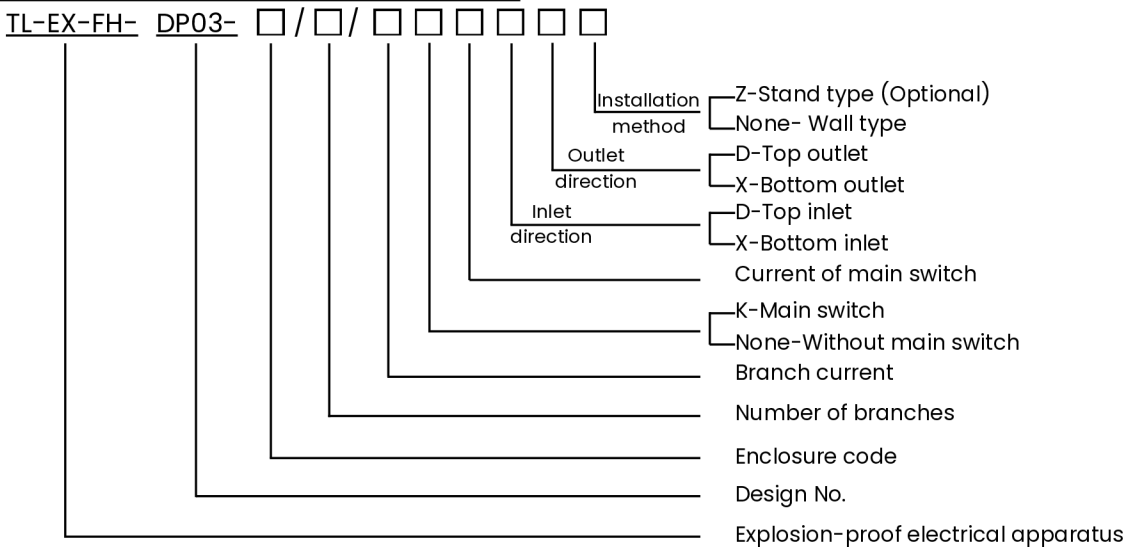 TL-EX-FH- DP03- □ / □ / □ □ □ □ □ □
Installation method
Z-Stand type (Optional)
None- Wall type
Outlet direction
D-Top outlet
X-Bottom outlet
Inlet direction
D-Top inlet
X-Bottom inlet
Current of main switch
K-Main switch
None-Without main switch
Branch current
Number of branches
Enclosure code
Design No.
Explosion-proof electrical apparatus